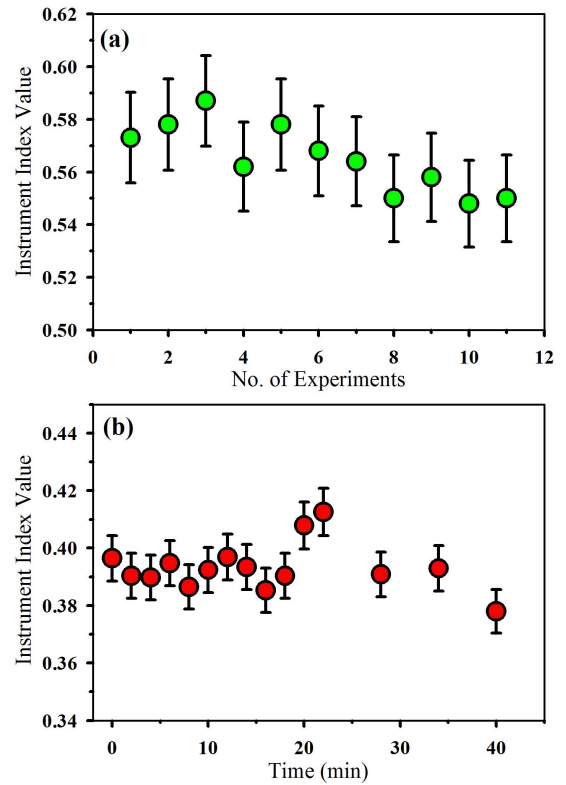 0.62
(a)
0.60
0.58
0.56
0.54
0.52
0.50
Instrument Index Value
0 2 4 6 8 10 12
No. of Experiments
0.44
(b)
0.42
0.40
0.38
0.36
0.34
Instrument Index Value
0 10 20 30 40
Time (min)